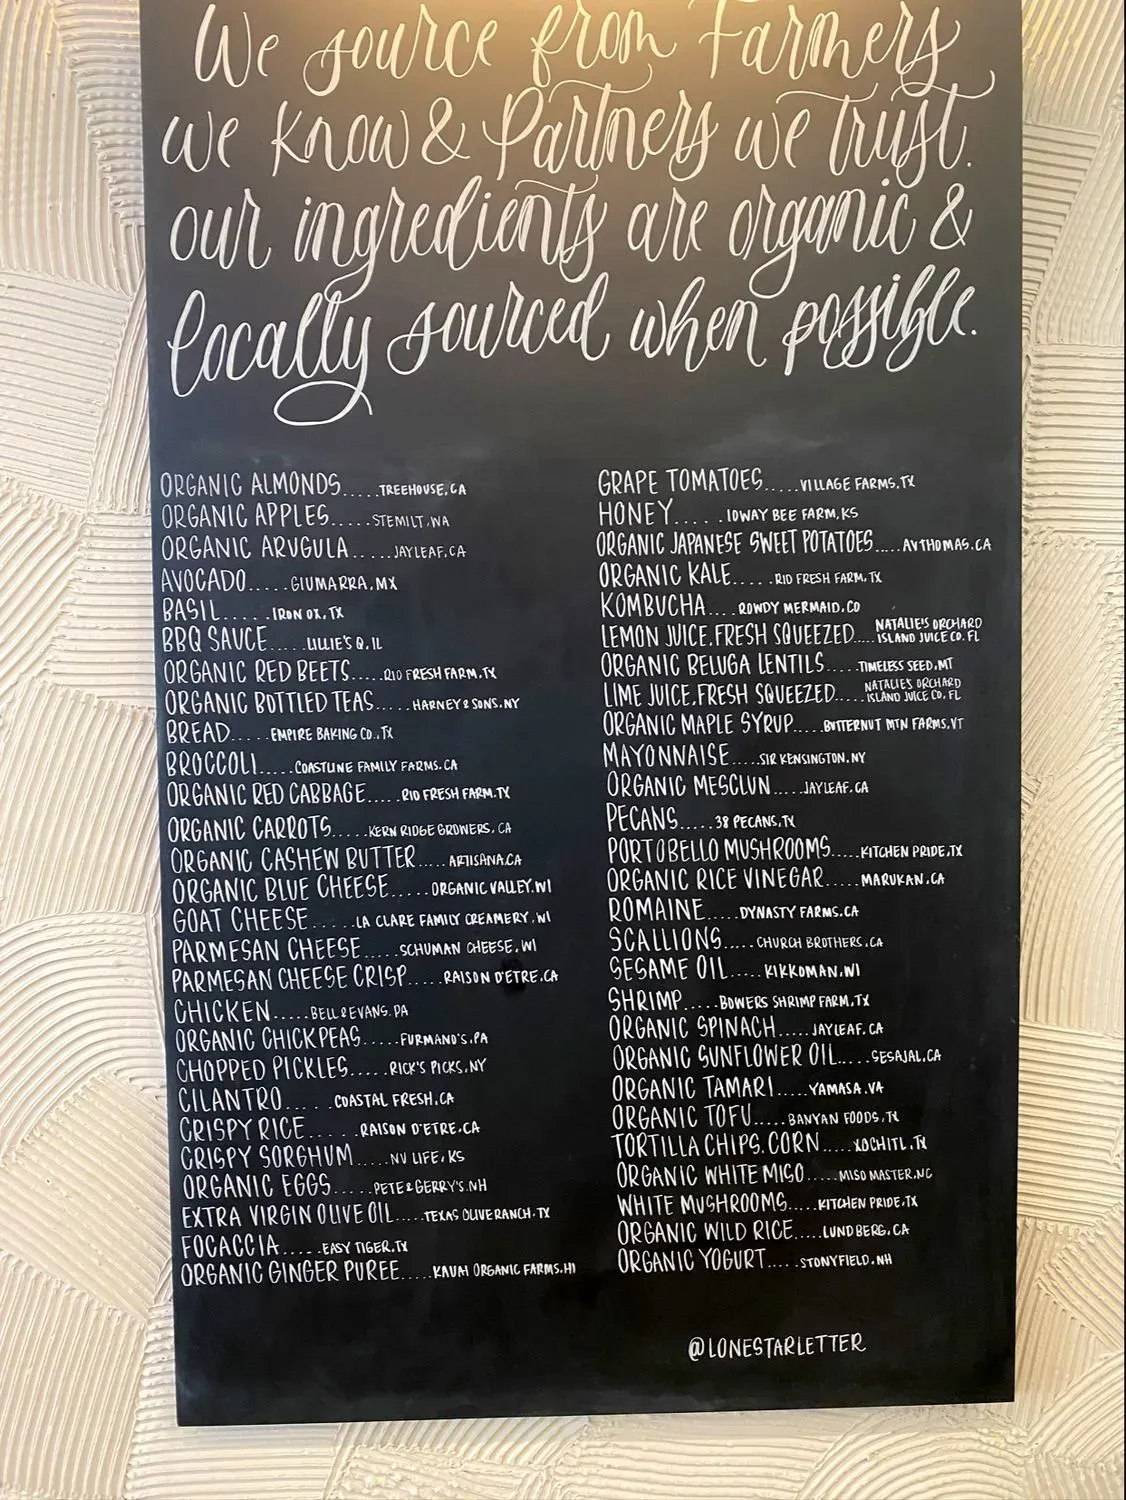 We source from Farmers
we know & Partners we trust.
our ingredients are organic &
locally sourced when possible.
ORGANIC ALMONDS.....TREEHOUSE, CA
ORGANIC APPLES.....STEMILT, WA
ORGANIC ARUGULA.....JAYLEAF, CA
AVOCADO.....GIUMARRA, MX
BASIL.....IRON OX, TX
BBQ SAUCE.....LILLIE'S Q, IL
ORGANIC RED BEETS.....RIO FRESH FARM, TX
ORGANIC BOTTLED TEAS.....HARNEY & SONS, NY
BREAD.....EMPIRE BAKING CO., TX
BROCCOLI.....COASTLINE FAMILY FARMS, CA
ORGANIC RED CABBAGE.....RIO FRESH FARM, TX
ORGANIC CARROTS.....KERN RIDGE GROWERS, CA
ORGANIC CASHEW BUTTER.....ARTISANA, CA
ORGANIC BLUE CHEESE.....ORGANIC VALLEY, WI
GOAT CHEESE.....LA CLARE FAMILY CREAMERY, WI
PARMESAN CHEESE.....SCHUMAN CHEESE, WI
PARMESAN CHEESE CRISP.....RAISON D'ETRE, CA
CHICKEN.....BELL & EVANS, PA
ORGANIC CHICKPEAS.....FURMANO'S, PA
CHOPPED PICKLES.....RICK'S PICKS, NY
CILANTRO.....COASTAL FRESH, CA
CRISPY RICE.....RAISON D'ETRE, CA
CRISPY SORGHUM.....NU LIFE, KS
ORGANIC EGGS.....PETE & GERRY'S, NH
EXTRA VIRGIN OLIVE OIL.....TEXAS OLIVE RANCH, TX
FOCACCIA.....EASY TIGER, TX
ORGANIC GINGER PUREE.....KAUAI ORGANIC FARMS, HI
GRAPE TOMATOES.....VILLAGE FARMS, TX
HONEY.....IOWAY BEE FARM, KS
ORGANIC JAPANESE SWEET POTATOES.....AV THOMAS, CA
ORGANIC KALE.....RIO FRESH FARM, TX
KOMBUCHA....ROWDY MERMAID, CO
LEMON JUICE, FRESH SQUEEZED.....NATALIE'S ORCHARD
ISLAND JUICE CO, FL
ORGANIC BELUGA LENTILS.....TIMELESS SEED, MT
LIME JUICE, FRESH SQUEEZED.....NATALIES ORCHARD
ISLAND JUICE CO, FL
ORGANIC MAPLE SYRUP.....BUTTERNUT MTN FARMS, VT
MAYONNAISE.....SIR KENSINGTON, NY
ORGANIC MESCLUN.....JAYLEAF, CA
PECANS.....38 PECANS, TX
PORTOBELLO MUSHROOMS.....KITCHEN PRIDE, TX
ORGANIC RICE VINEGAR.....MARUKAN, CA
ROMAINE.....DYNASTY FARMS, CA
SCALLIONS.....CHURCH BROTHERS, CA
SESAME OIL.....KIKKOMAN, WI
SHRIMP.....BOWERS SHRIMP FARM, TX
ORGANIC SPINACH.....JAYLEAF, CA
ORGANIC SUNFLOWER OIL.....SESAJAL, CA
ORGANIC TAMARI.....YAMASA, VA
ORGANIC TOFU.....BANYAN FOODS, TX
TORTILLA CHIPS, CORN.....XOCHITL, TX
ORGANIC WHITE MISO.....MISO MASTER, NC
WHITE MUSHROOMS.....KITCHEN PRIDE, TX
ORGANIC WILD RICE.....LUNDBERG, CA
ORGANIC YOGURT.....STONYFIELD, NH
@LONESTARLETTER